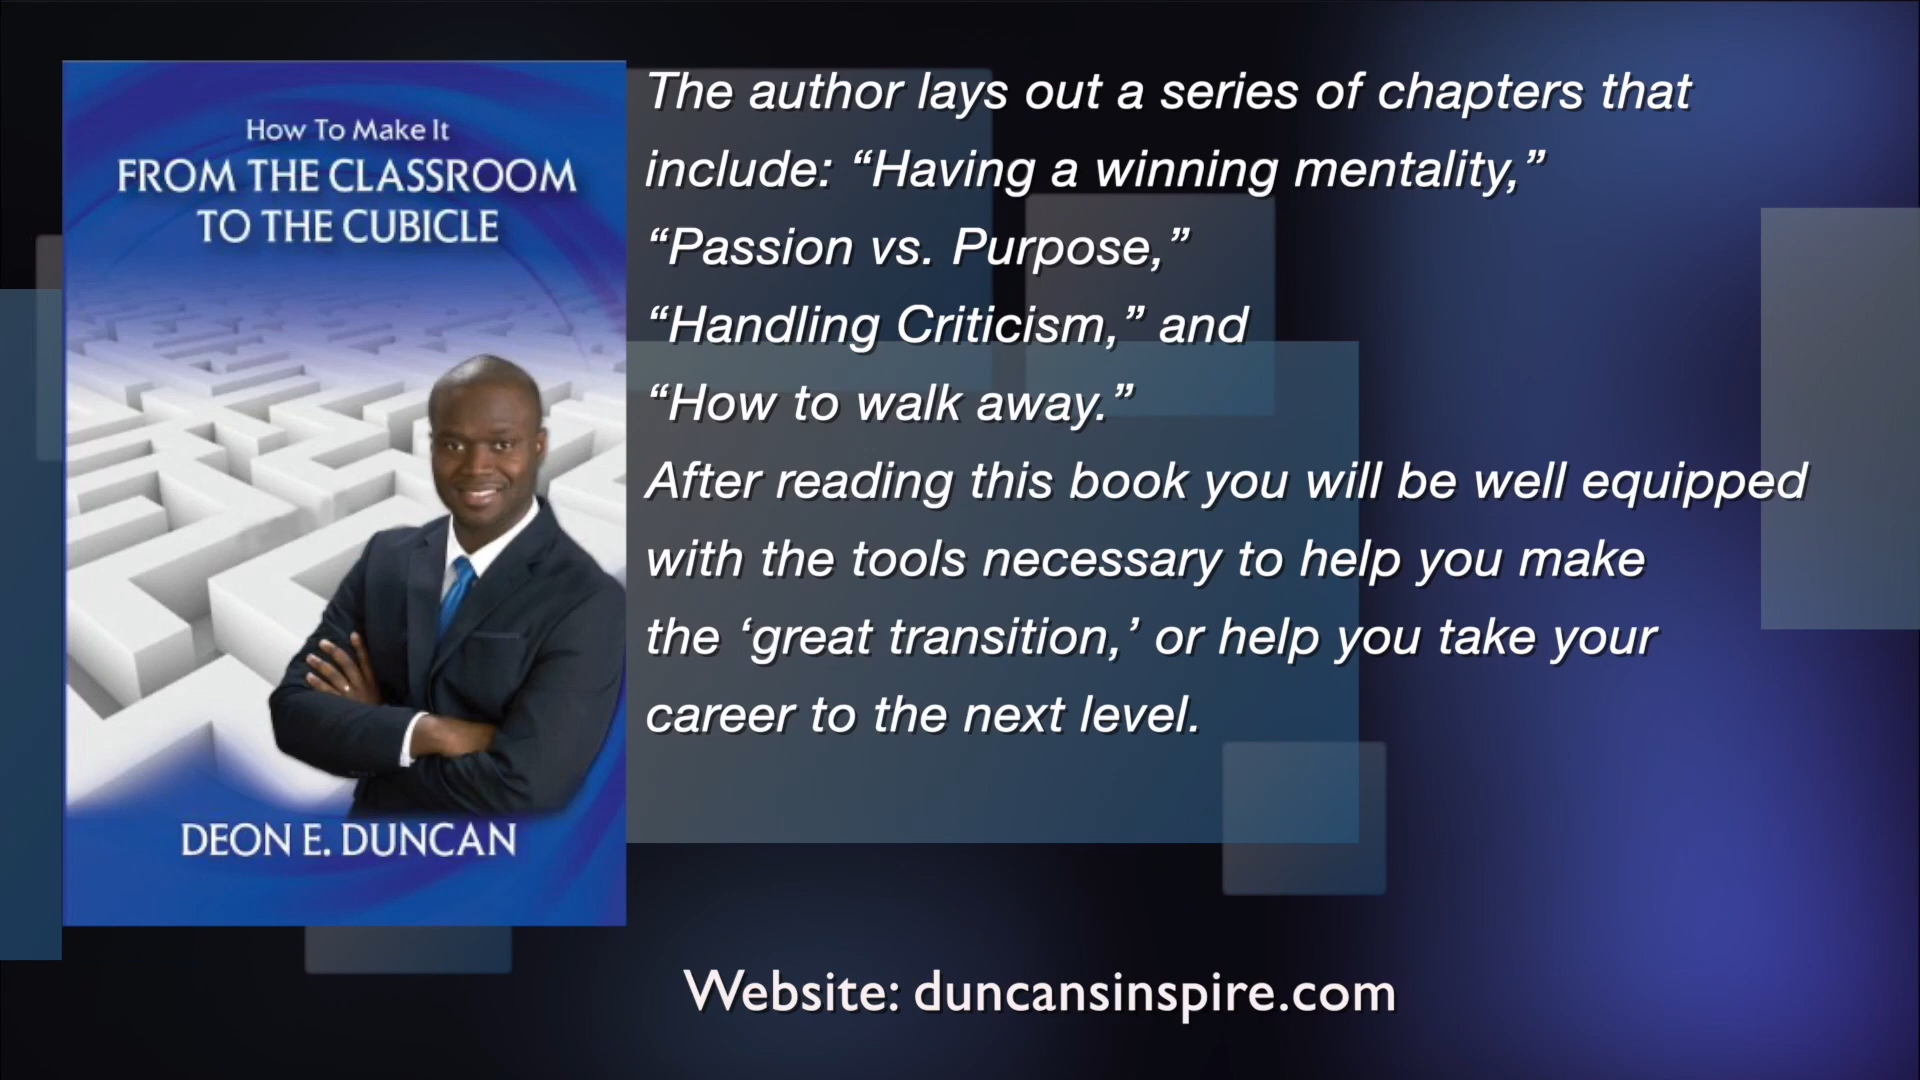 How To Make It
FROM THE CLASSROOM
TO THE CUBICLE
DEON E. DUNCAN
The author lays out a series of chapters that
include: “Having a winning mentality,”
“Passion vs. Purpose,”
“Handling Criticism,” and
“How to walk away.”
After reading this book you will be well equipped
with the tools necessary to help you make
the ‘great transition,’ or help you take your
career to the next level.
Website: duncansinspire.com